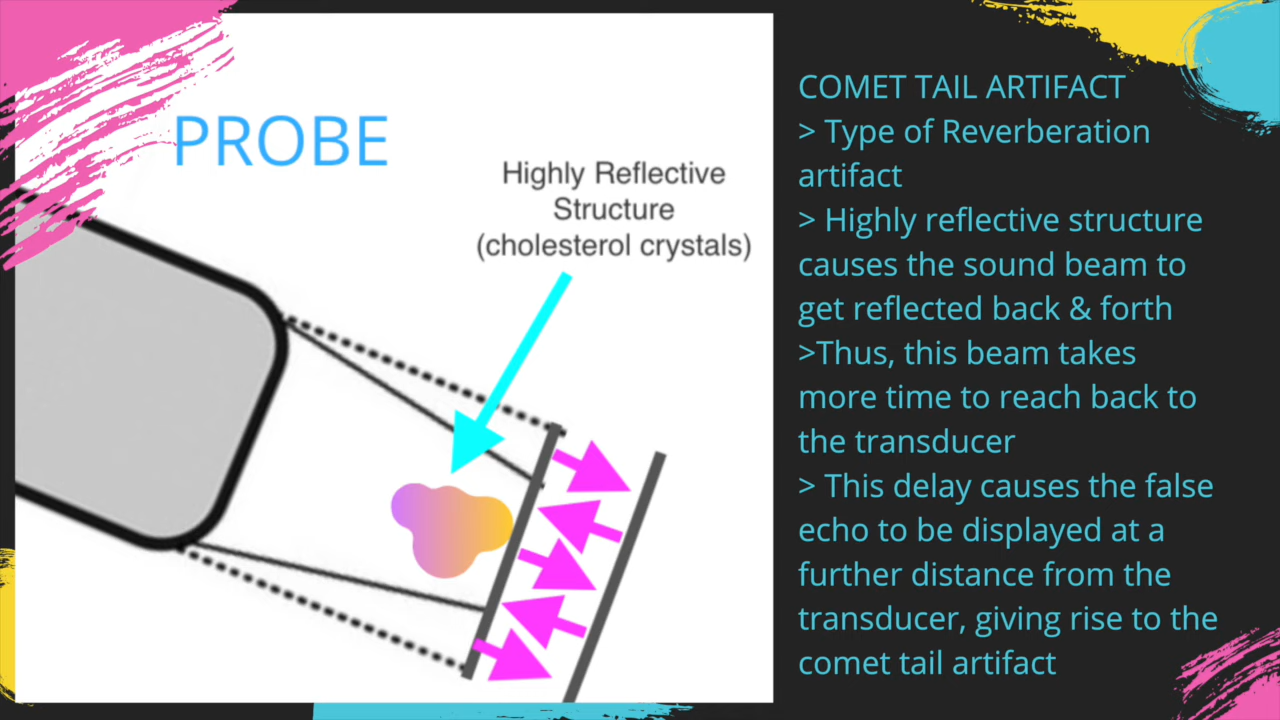 PROBE
Highly Reflective
Structure
(cholesterol crystals)
COMET TAIL ARTIFACT
> Type of Reverberation
artifact
> Highly reflective structure
causes the sound beam to
get reflected back & forth
>Thus, this beam takes
more time to reach back to
the transducer
> This delay causes the false
echo to be displayed at a
further distance from the
transducer, giving rise to the
comet tail artifact